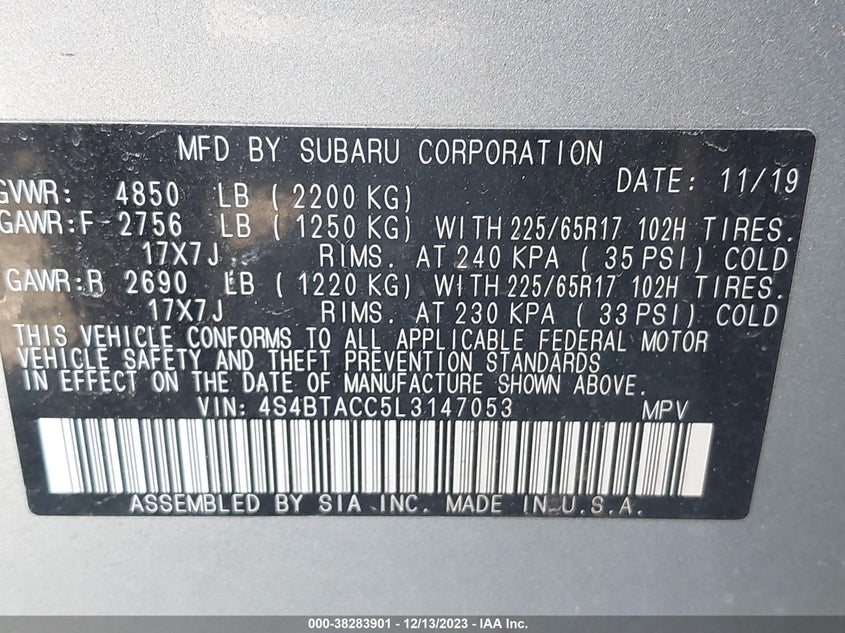 MFD BY SUBARU CORPORATION
DATE: 11/19
GVWR: 4850 LB ( 2200 KG)
GAWR:F 2756 LB ( 1250 KG) WITH 225/65R17 102H TIRES.
17X7J RIMS. AT 240 KPA ( 35 PSI) COLD
GAWR:R 2690 LB ( 1220 KG) WITH 225/65R17 102H TIRES.
17X7J RIMS. AT 230 KPA ( 33 PSI) COLD
THIS VEHICLE CONFORMS TO ALL APPLICABLE FEDERAL MOTOR
VEHICLE SAFETY AND THEFT PREVENTION STANDARDS
IN EFFECT ON THE DATE OF MANUFACTURE SHOWN ABOVE.
VIN: 4S4BTACC5L3147053 MPV
ASSEMBLED BY SIA INC. MADE IN U.S.A.
000-38283901 - 12/13/2023 - IAA Inc.